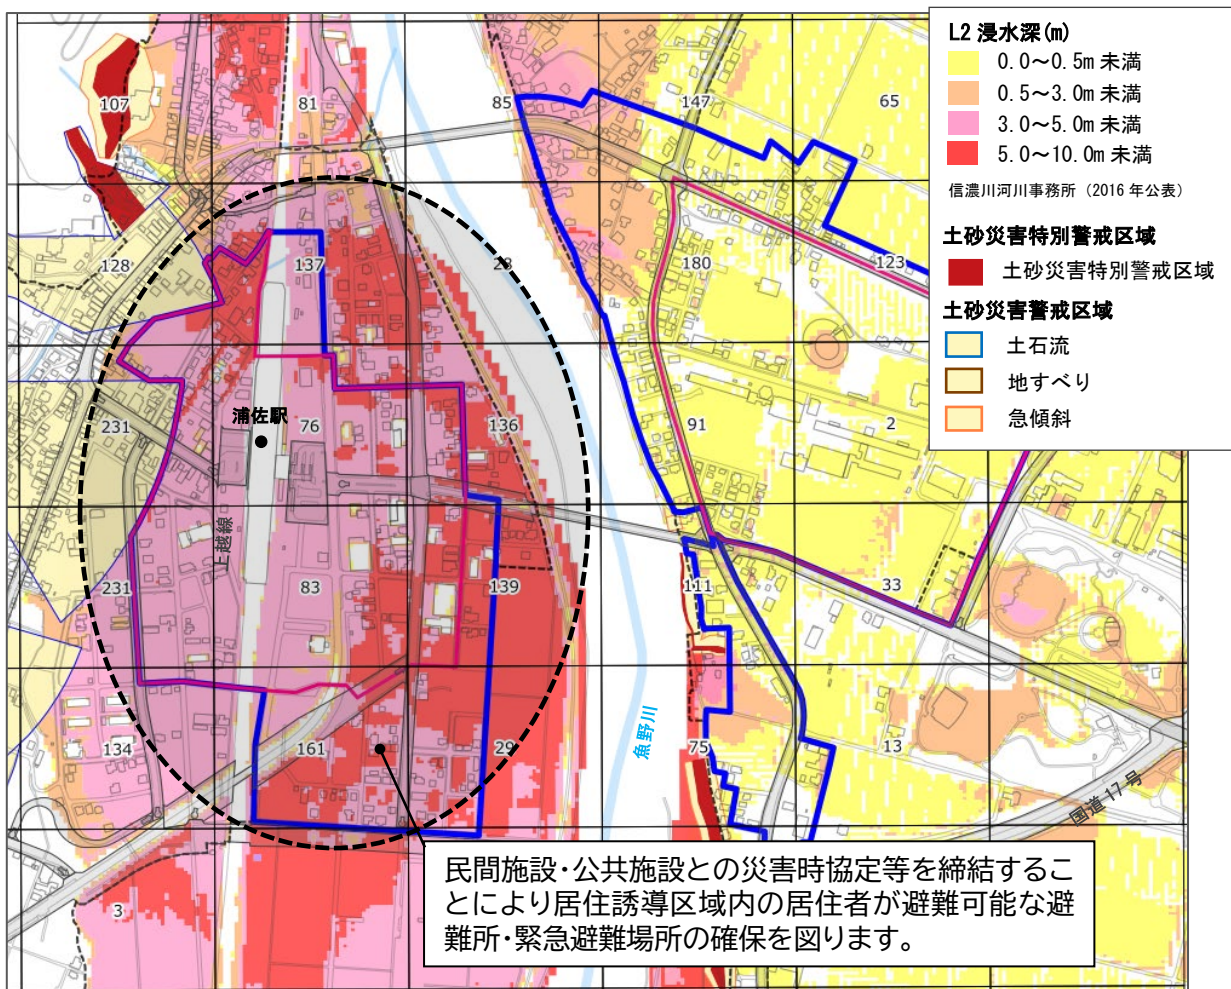 L2 浸水深(m)
0.0～0.5m 未満
0.5～3.0m 未満
3.0～5.0m 未満
5.0～10.0m 未満
信濃川河川事務所（2016 年公表）
土砂災害特別警戒区域
土砂災害特別警戒区域
土砂災害警戒区域
土石流
地すべり
急傾斜
107
81
85
147
65
128
137
23
180
123
浦佐駅
231
76
136
91
2
上越線
231
83
139
111
33
134
161
29
魚野川
75
13
国道 17 号
3
民間施設・公共施設との災害時協定等を締結するこ
とにより居住誘導区域内の居住者が避難可能な避
難所・緊急避難場所の確保を図ります。